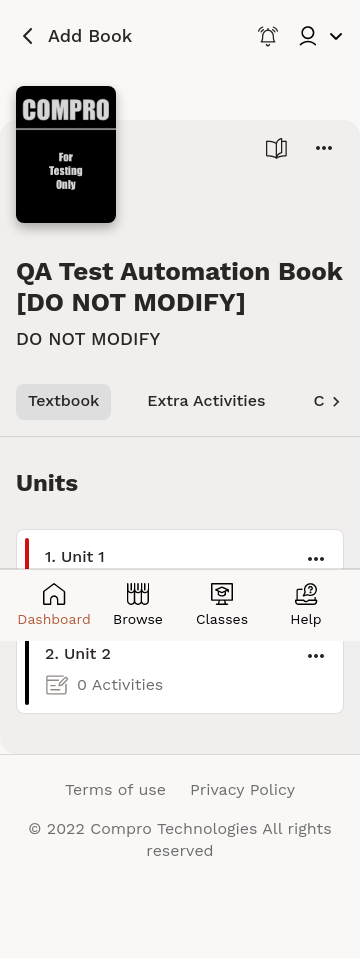 Add Book
COMPRO
For
Testing
Only
QA Test Automation Book
[DO NOT MODIFY]
DO NOT MODIFY
Textbook Extra Activities C
Units
1. Unit 1
Dashboard Browse Classes Help
2. Unit 2
0 Activities
Terms of use Privacy Policy
© 2022 Compro Technologies All rights
reserved